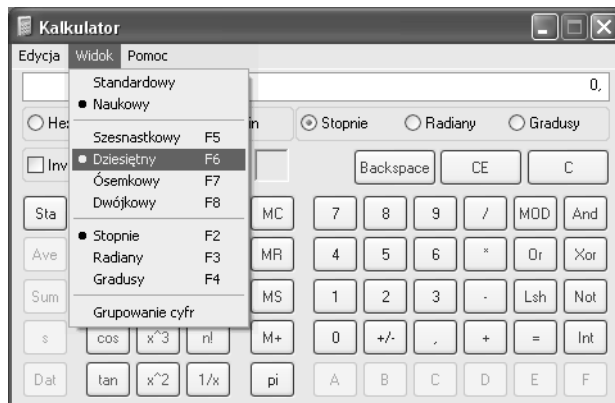 Kalkulator
Edycja Widok Pomoc
0,
Standardowy
Naukowy
Szesnastkowy F5
Dziesiętny F6
Ósemkowy F7
Dwójkowy F8
Stopnie F2
Radiany F3
Gradusy F4
Grupowanie cyfr
Stopnie Radiany Gradusy
Inv Backspace CE C
Sta MC 7 8 9 / MOD And
Ave MR 4 5 6 * Or Xor
Sum MS 1 2 3 - Lsh Not
s cos x^3 n! M+ 0 +/- , + = Int
Dat tan x^2 1/x pi A B C D E F